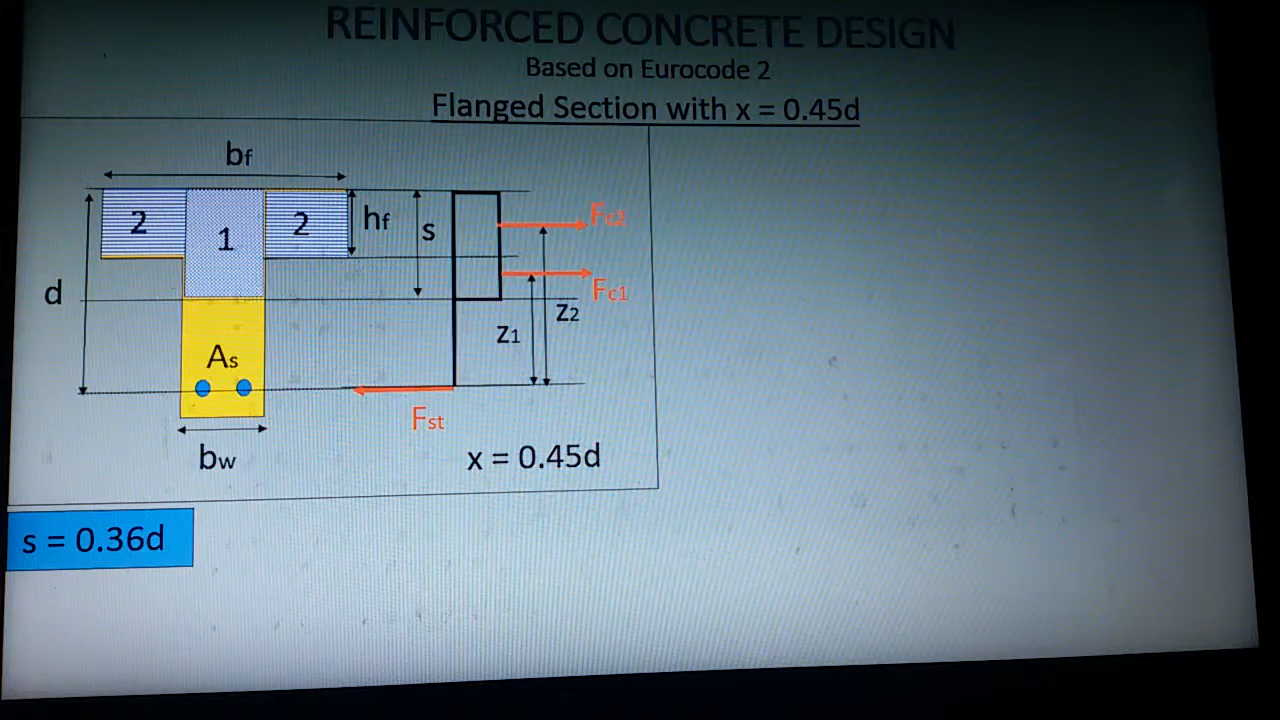 REINFORCED CONCRETE DESIGN
Based on Eurocode 2
Flanged Section with x = 0.45d
bf
2
1
2
hf
s
Fc2
d
Fc1
z2
z1
As
Fst
bw
x = 0.45d
s = 0.36d